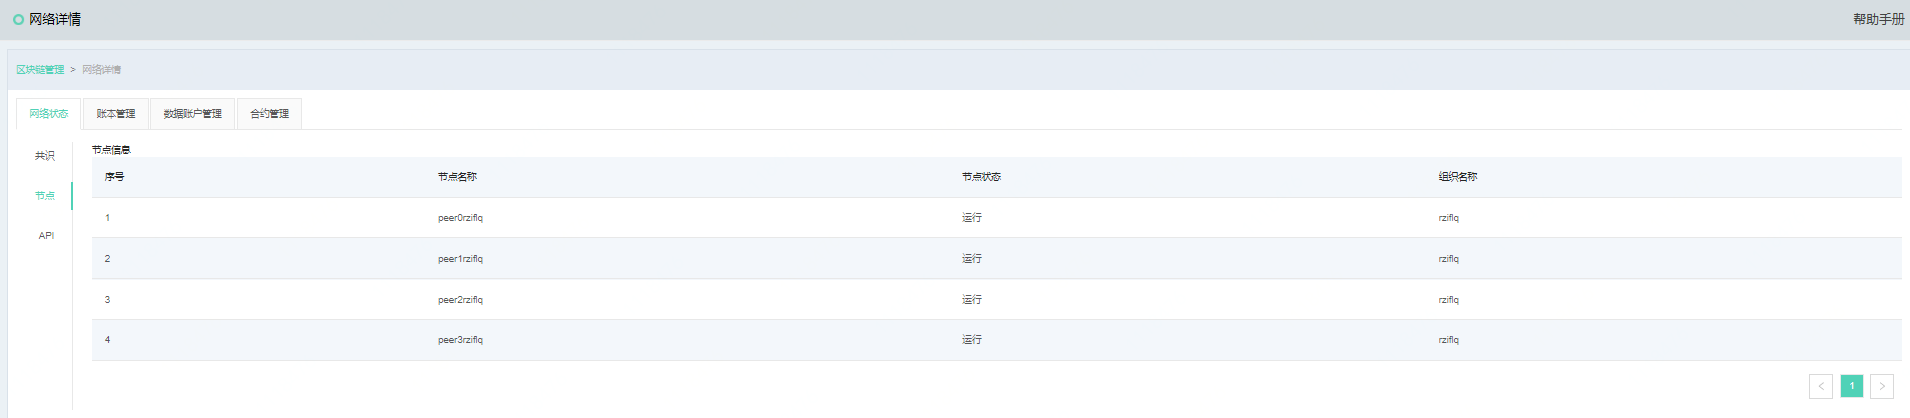 网络详情 帮助手册
区块链管理 > 网络详情
网络状态 账本管理 数据账户管理 合约管理
共识
节点
API
节点信息
序号 节点名称 节点状态 组织名称
1 peer0rziflq 运行 rziflq
2 peer1rziflq 运行 rziflq
3 peer2rziflq 运行 rziflq
4 peer3rziflq 运行 rziflq
< 1 >